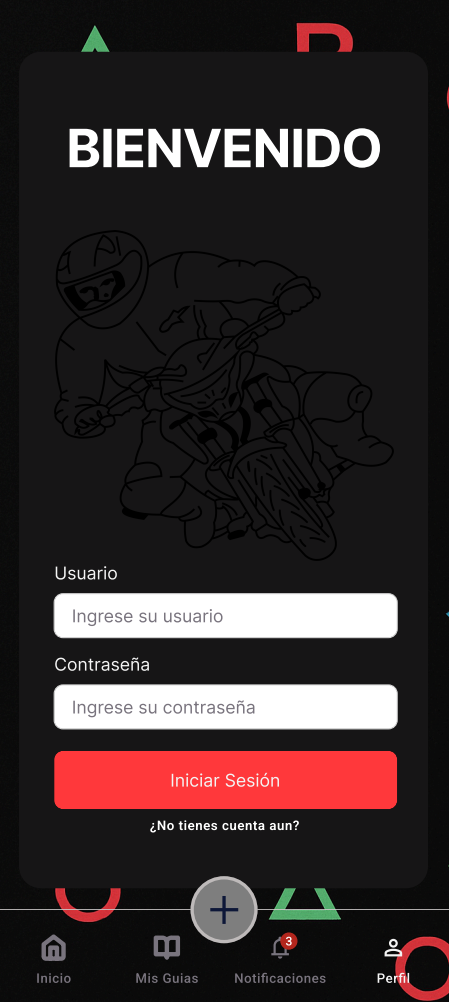 BIENVENIDO
Usuario
Ingrese su usuario
Contraseña
Ingrese su contraseña
Iniciar Sesión
¿No tienes cuenta aun?
3
Inicio
Mis Guias
Notificaciones
Perfil